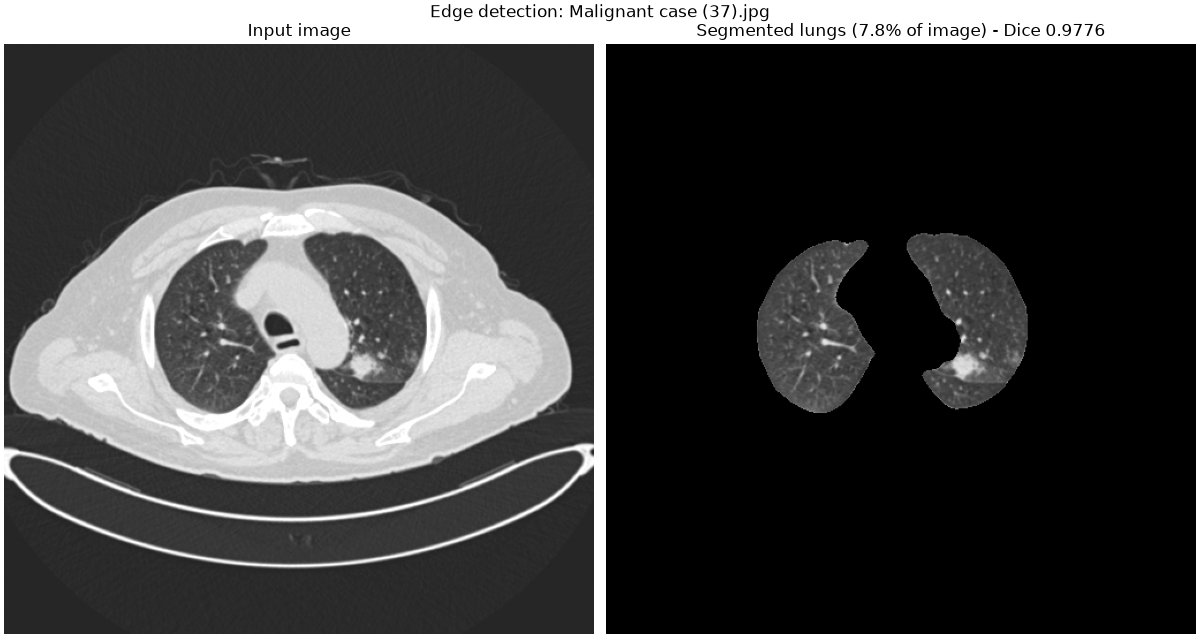 Edge detection: Malignant case (37).jpg
Input image
Segmented lungs (7.8% of image) - Dice 0.9776